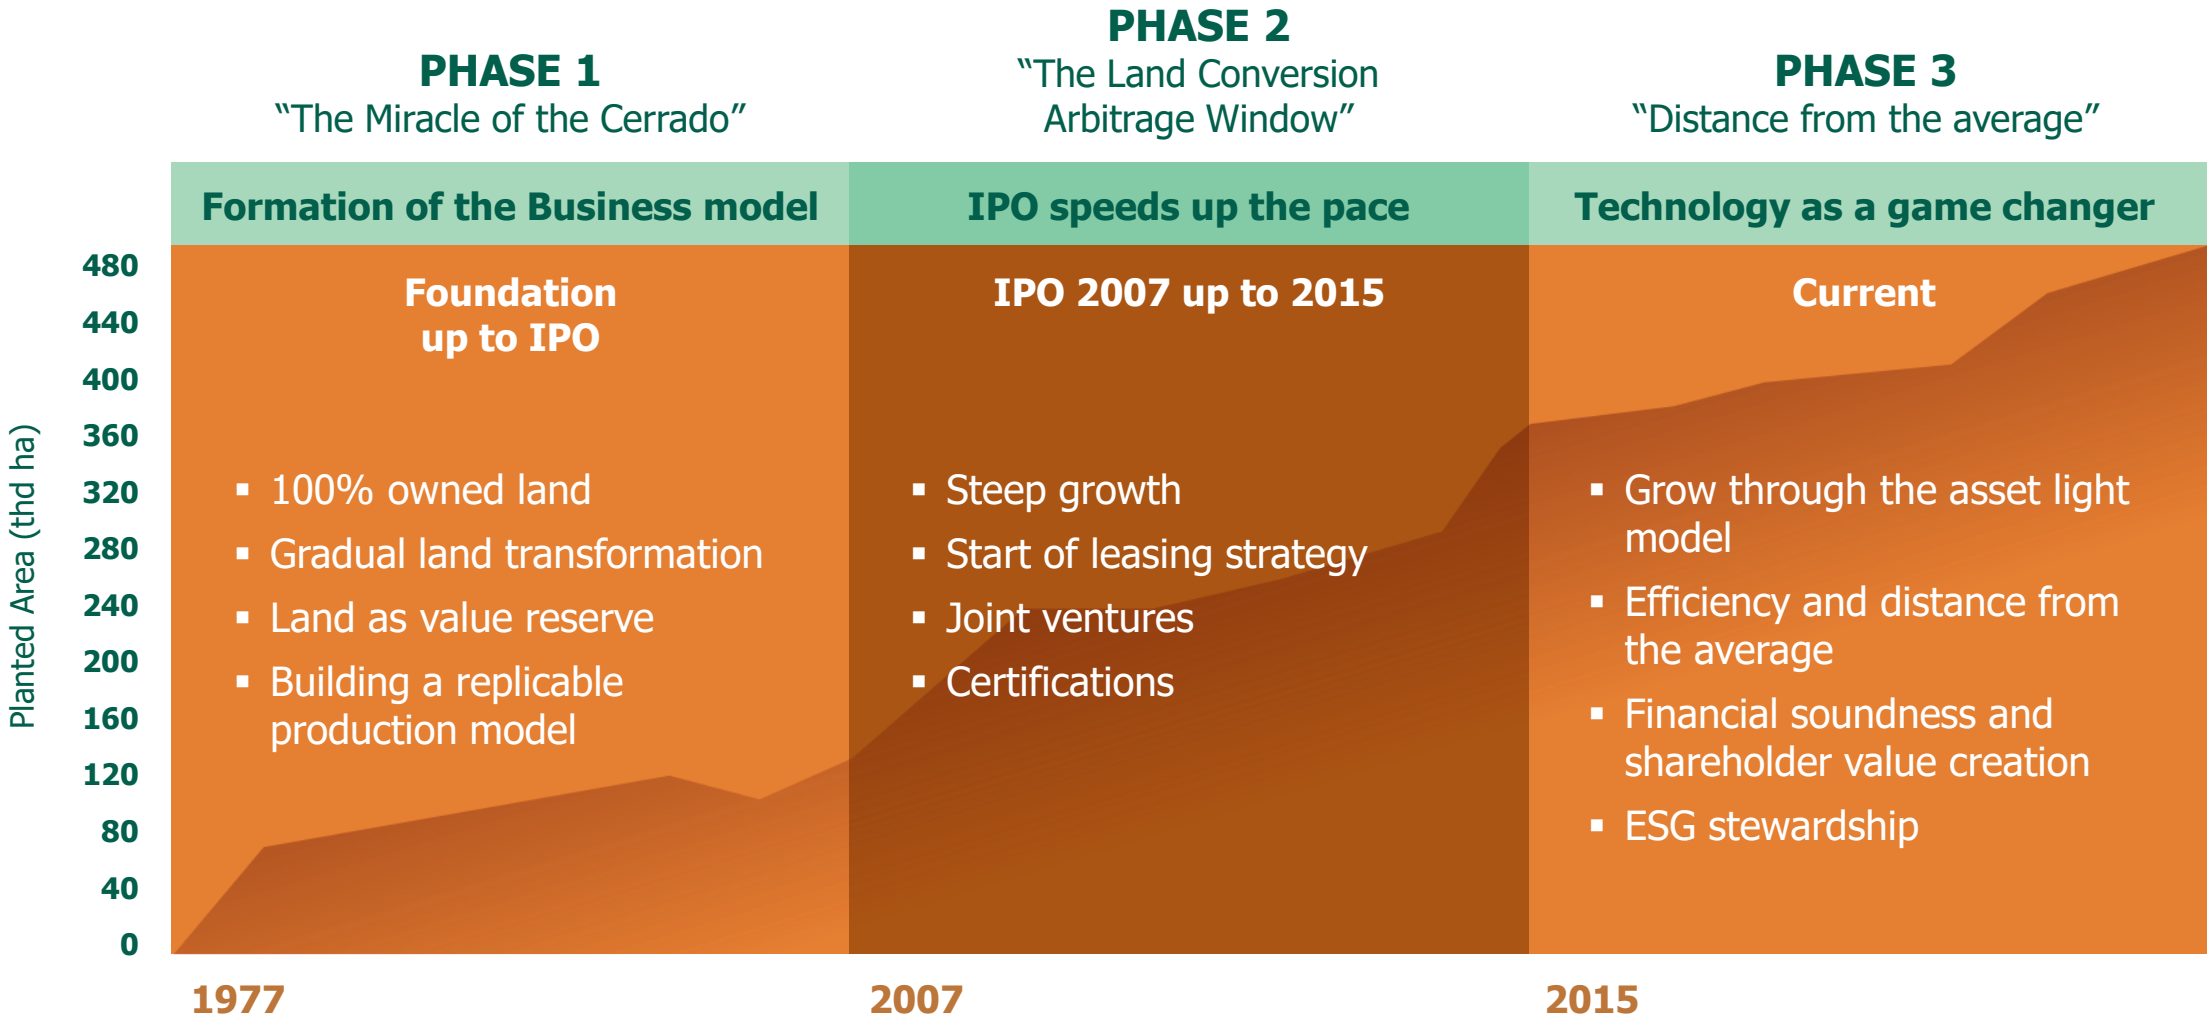 PHASE 1
“The Miracle of the Cerrado”
PHASE 2
“The Land Conversion
Arbitrage Window”
PHASE 3
“Distance from the average”
Formation of the Business model
IPO speeds up the pace
Technology as a game changer
Planted Area (thd ha)
480
440
400
360
320
280
240
200
160
120
80
40
0
Foundation
up to IPO
▪ 100% owned land
▪ Gradual land transformation
▪ Land as value reserve
▪ Building a replicable
production model
IPO 2007 up to 2015
▪ Steep growth
▪ Start of leasing strategy
▪ Joint ventures
▪ Certifications
Current
▪ Grow through the asset light
model
▪ Efficiency and distance from
the average
▪ Financial soundness and
shareholder value creation
▪ ESG stewardship
1977
2007
2015